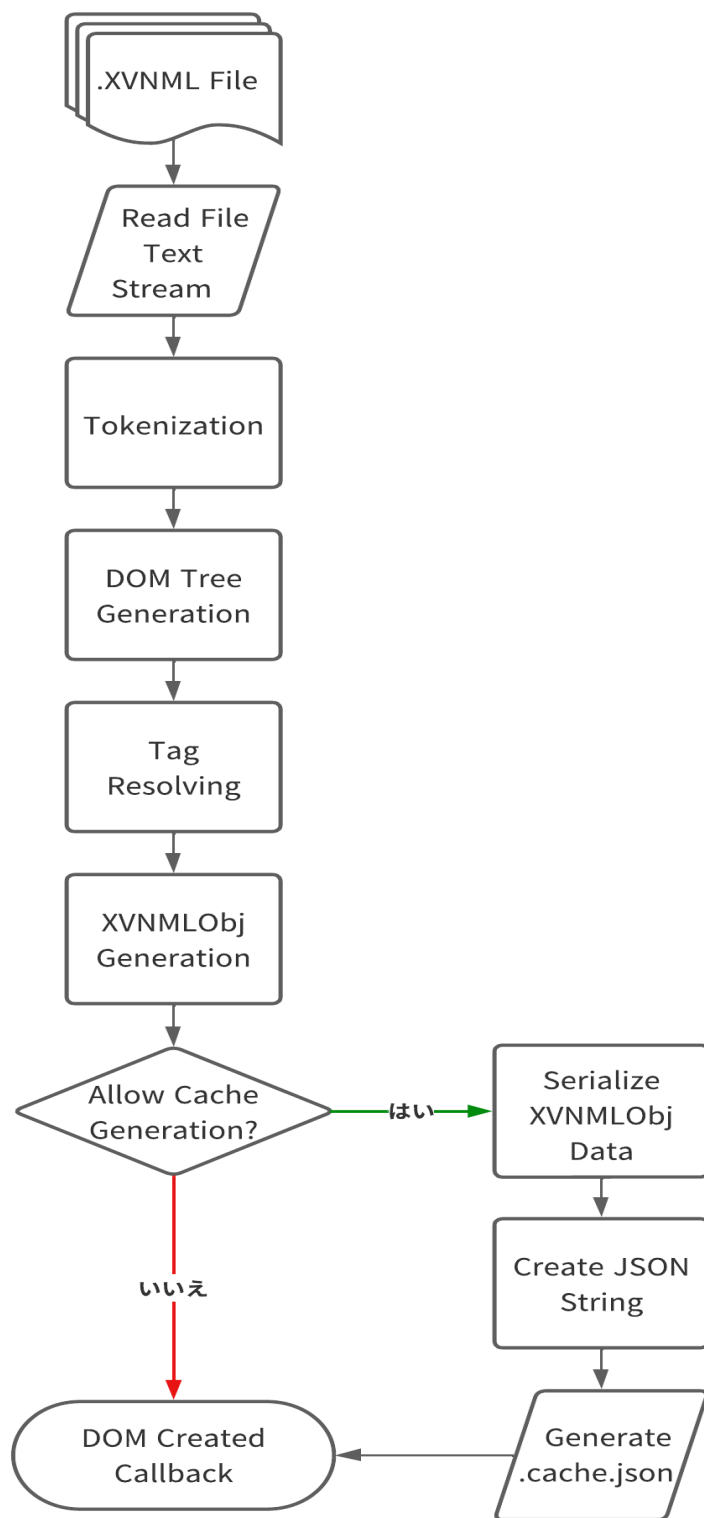 .XVNML File
Read File
Text
Stream
Tokenization
DOM Tree
Generation
Tag
Resolving
XVNMLObj
Generation
Allow Cache
Generation?
はい
いいえ
Serialize
XVNMLObj
Data
Create JSON
String
Generate
.cache.json
DOM Created
Callback